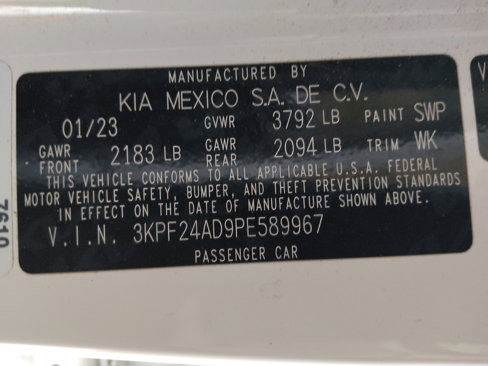 MANUFACTURED BY
KIA MEXICO S.A. DE C.V.
01/23 GVWR 3792 LB PAINT SWP
GAWR FRONT 2183 LB GAWR REAR 2094 LB TRIM WK
THIS VEHICLE CONFORMS TO ALL APPLICABLE U.S.A. FEDERAL
MOTOR VEHICLE SAFETY, BUMPER, AND THEFT PREVENTION STANDARDS
IN EFFECT ON THE DATE OF MANUFACTURE SHOWN ABOVE.
V.I.N. 3KPF24AD9PE589967
PASSENGER CAR
7610
V